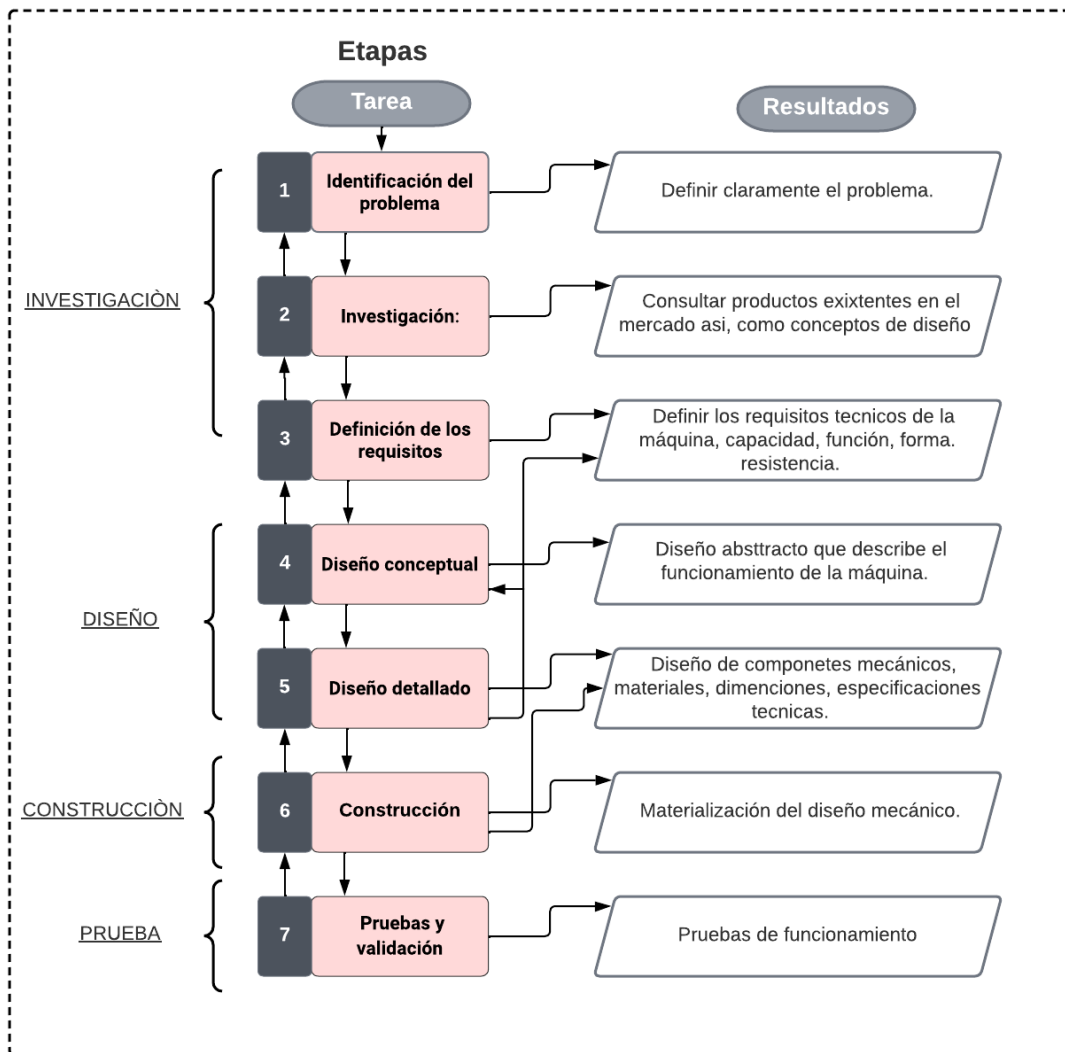 Etapas
Tarea
Resultados
1
Identificación del
problema
Definir claramente el problema.
INVESTIGACIÒN
2
Investigación:
Consultar productos exixtentes en el
mercado asi, como conceptos de diseño
3
Definición de los
requisitos
Definir los requisitos tecnicos de la
máquina, capacidad, función, forma.
resistencia.
DISEÑO
4
Diseño conceptual
Diseño absttracto que describe el
funcionamiento de la máquina.
5
Diseño detallado
Diseño de componetes mecánicos,
materiales, dimenciones, especificaciones
tecnicas.
CONSTRUCCIÒN
6
Construcción
Materialización del diseño mecánico.
PRUEBA
7
Pruebas y
validación
Pruebas de funcionamiento